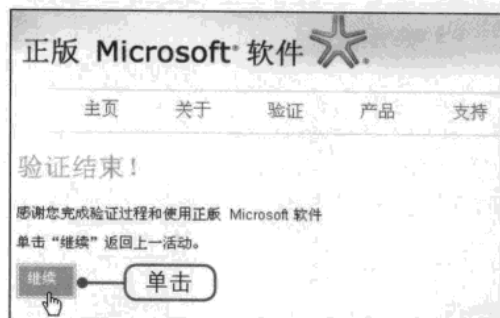 正版 Microsoft 软件
主页 关于 验证 产品 支持
验证结束！
感谢您完成验证过程和使用正版 Microsoft 软件
单击“继续”返回上一活动。
继续 单击